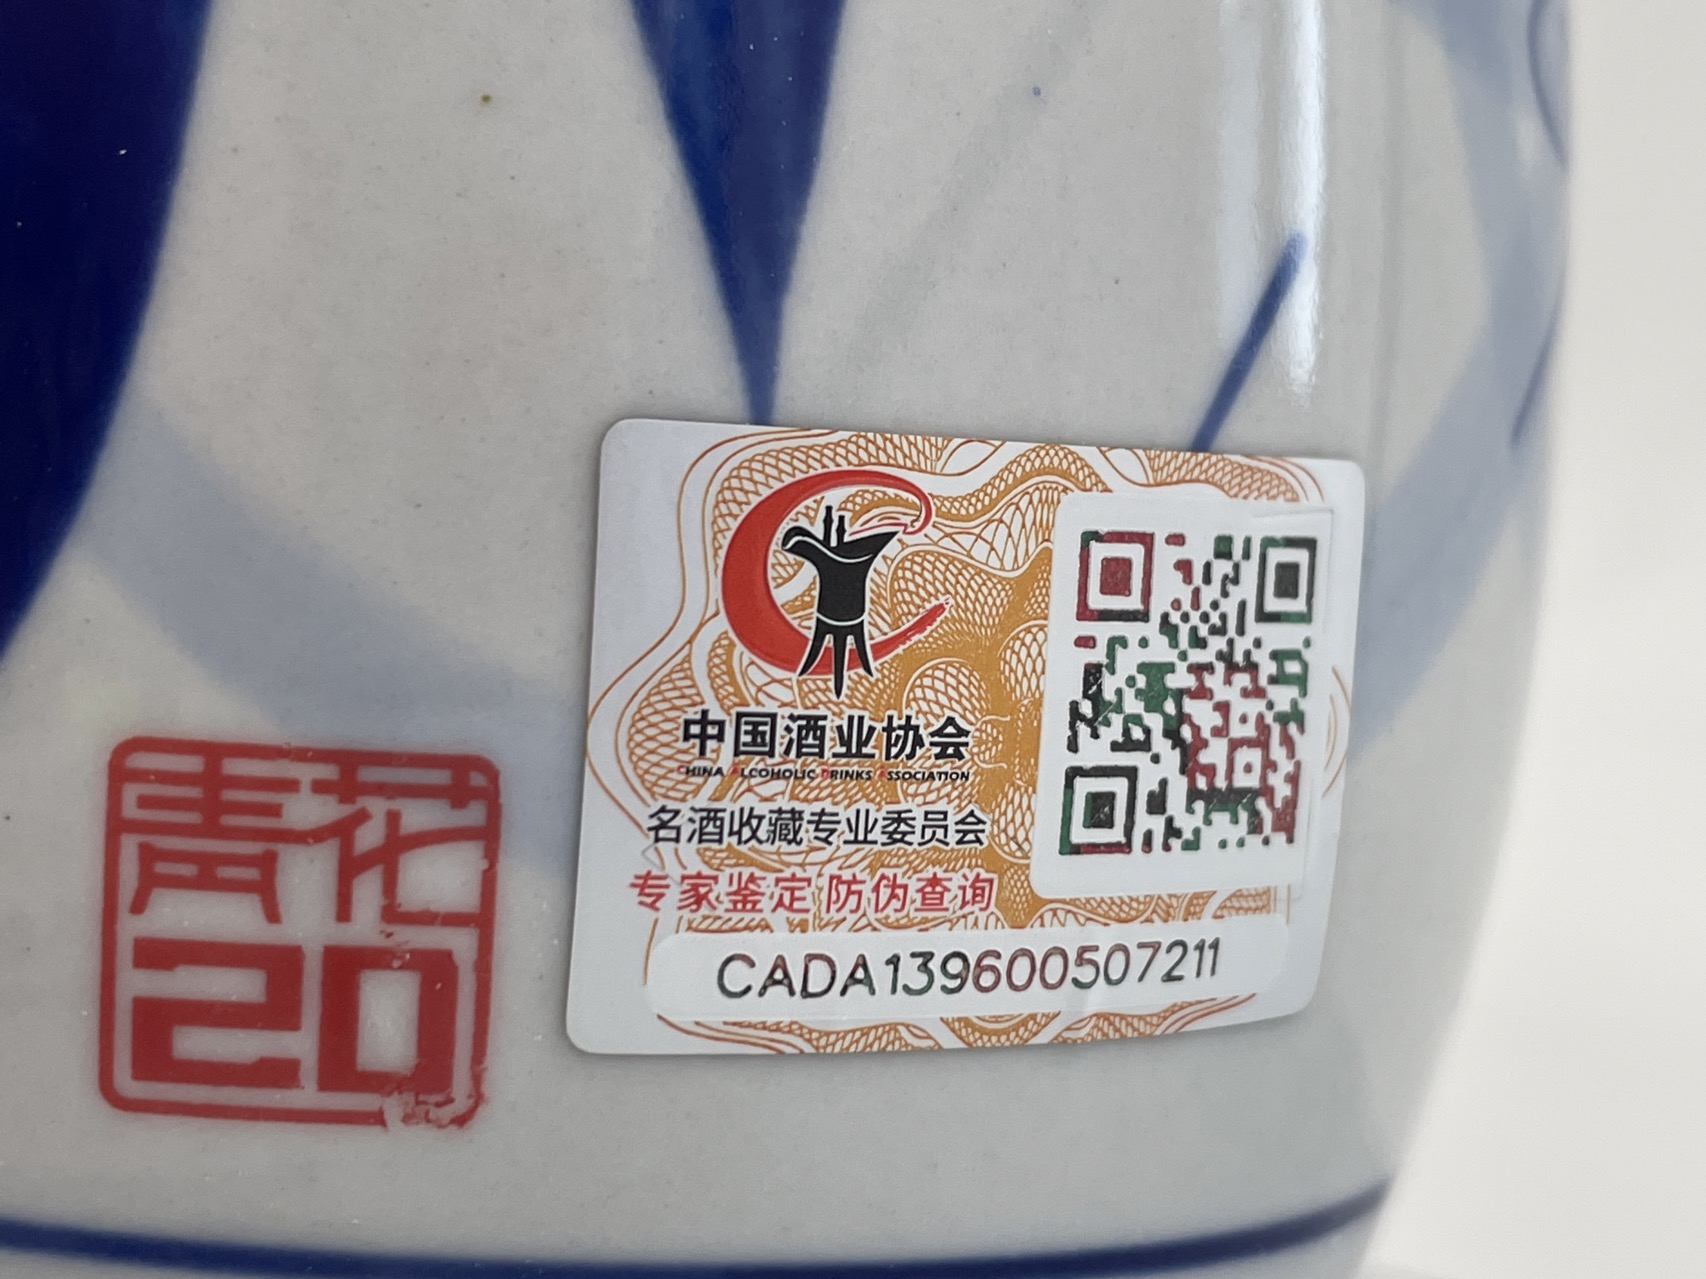 中国酒业协会
CHINA ALCOHOLIC DRINKS ASSOCIATION
名酒收藏专业委员会
专家鉴定 防伪查询
CADA139600507211
青花
20